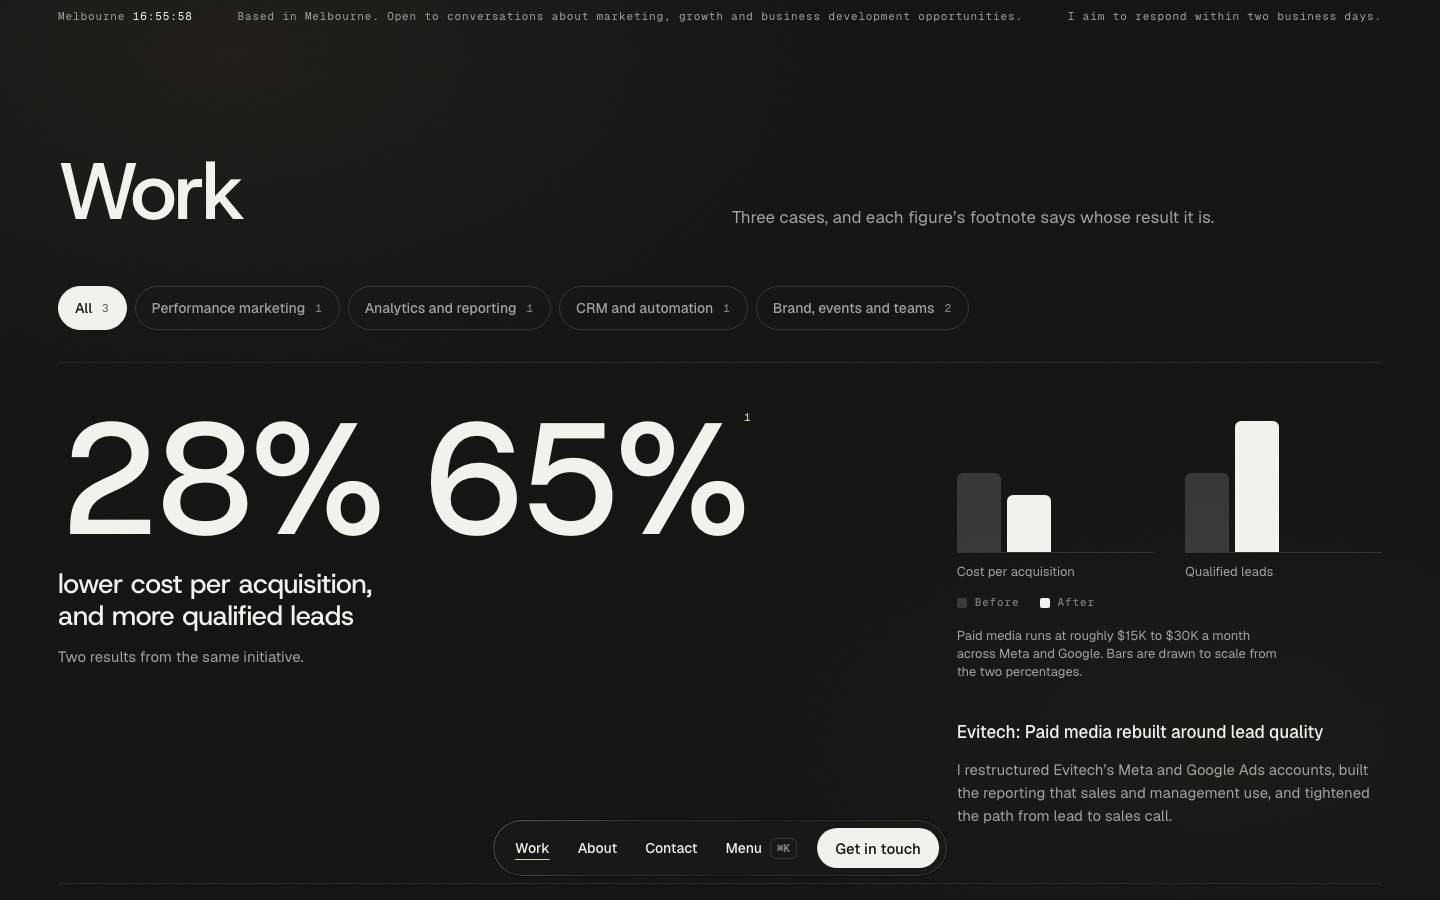 Melbourne 16:55:58 Based in Melbourne. Open to conversations about marketing, growth and business development opportunities. I aim to respond within two business days.
Work
Three cases, and each figure’s footnote says whose result it is.
All 3 Performance marketing 1 Analytics and reporting 1 CRM and automation 1 Brand, events and teams 2
28% 65% 1
lower cost per acquisition,
and more qualified leads
Two results from the same initiative.
Cost per acquisition Qualified leads
Before After
Paid media runs at roughly $15K to $30K a month
across Meta and Google. Bars are drawn to scale from
the two percentages.
Evitech: Paid media rebuilt around lead quality
I restructured Evitech’s Meta and Google Ads accounts, built
the reporting that sales and management use, and tightened
the path from lead to sales call.
Work About Contact Menu ⌘K Get in touch